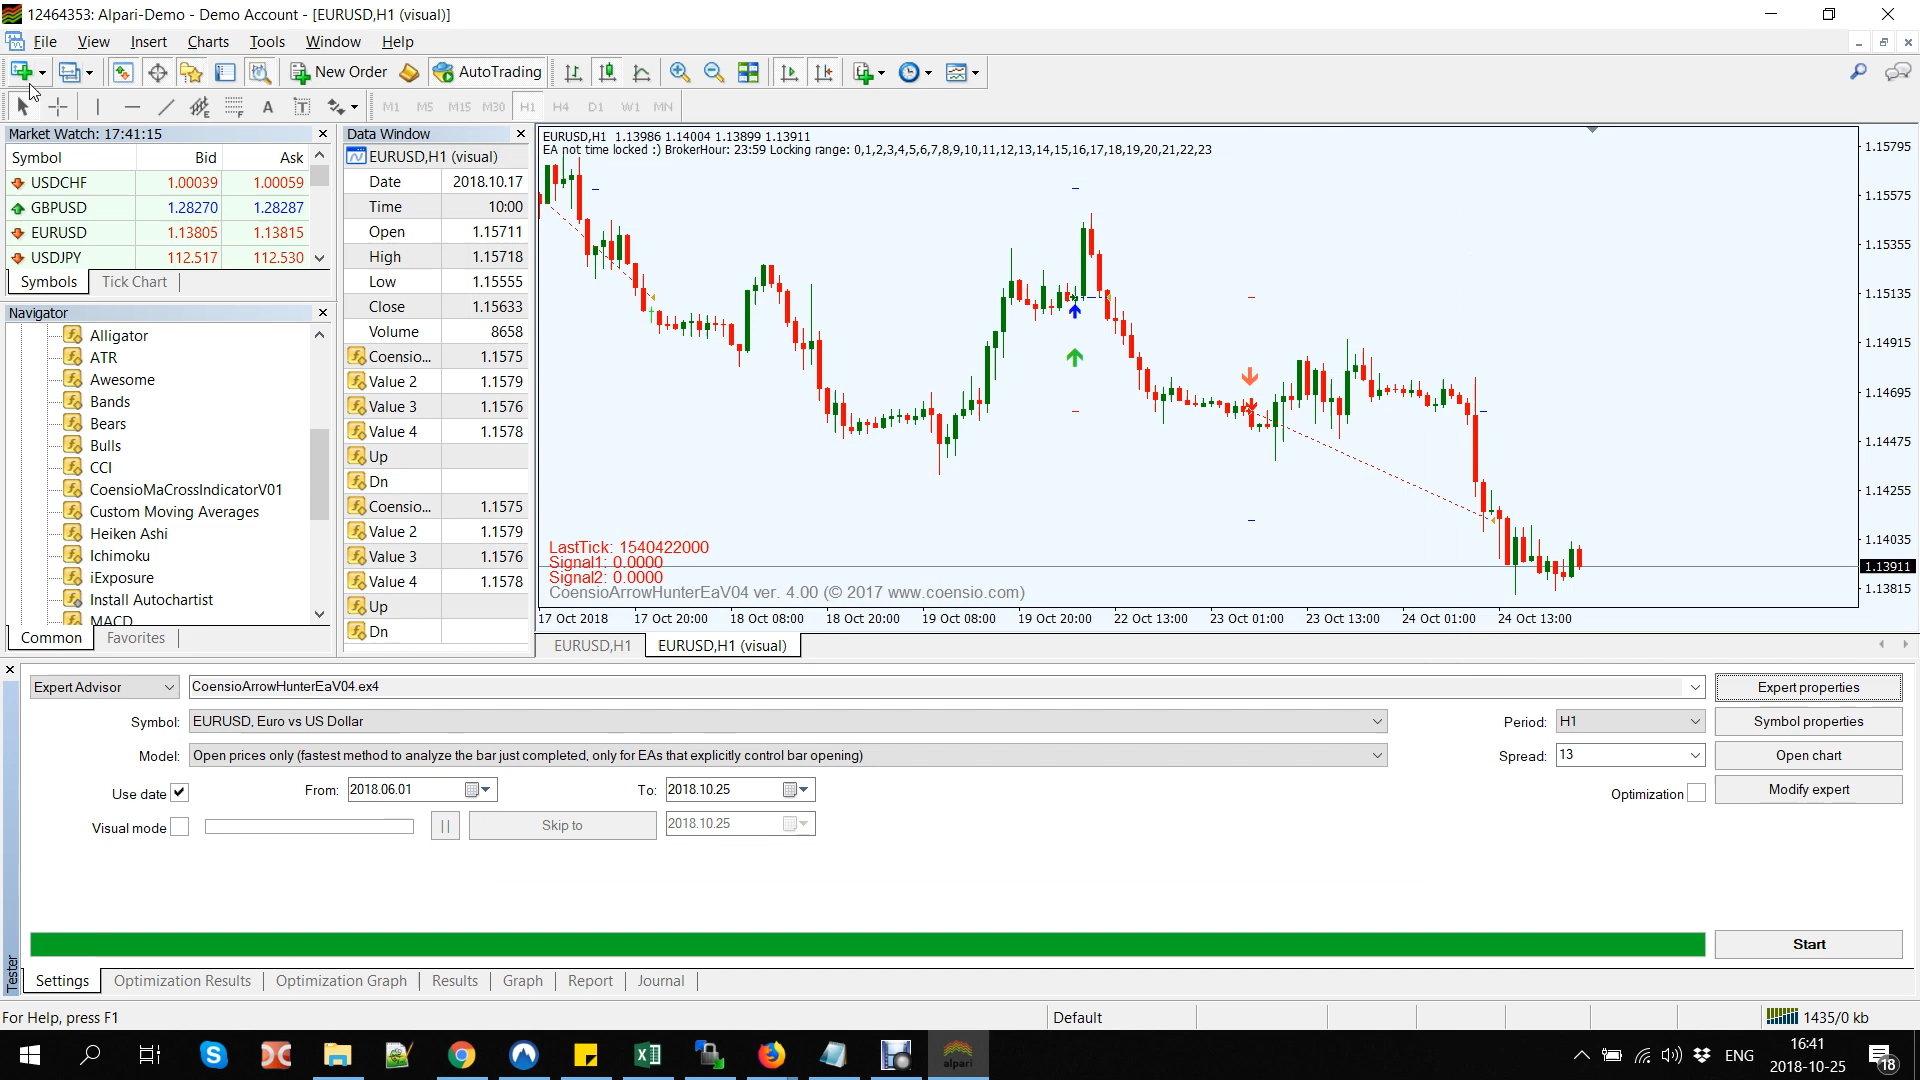 12464353: Alpari-Demo - Demo Account - [EURUSD,H1 (visual)]
File View Insert Charts Tools Window Help
New Order AutoTrading
A T M1 M5 M15 M30 H1 H4 D1 W1 MN
Market Watch: 17:41:15
Symbol Bid Ask
USDCHF 1.00039 1.00059
GBPUSD 1.28270 1.28287
EURUSD 1.13805 1.13815
USDJPY 112.517 112.530
Symbols Tick Chart
Navigator
Alligator
ATR
Awesome
Bands
Bears
Bulls
CCI
CoensioMaCrossIndicatorV01
Custom Moving Averages
Heiken Ashi
Ichimoku
iExposure
Install Autochartist
MACD
Common Favorites
Data Window
EURUSD,H1 (visual)
Date 2018.10.17
Time 10:00
Open 1.15711
High 1.15718
Low 1.15555
Close 1.15633
Volume 8658
Coensio... 1.1575
Value 2 1.1579
Value 3 1.1576
Value 4 1.1578
Up
Dn
Coensio... 1.1575
Value 2 1.1579
Value 3 1.1576
Value 4 1.1578
Up
Dn
EURUSD,H1 1.13986 1.14004 1.13899 1.13911
EA not time locked :) BrokerHour: 23:59 Locking range: 0,1,2,3,4,5,6,7,8,9,10,11,12,13,14,15,16,17,18,19,20,21,22,23
1.15795
1.15575
1.15355
1.15135
1.14915
1.14695
1.14475
1.14255
1.14035
1.13911
1.13815
LastTick: 1540422000
Signal1: 0.0000
Signal2: 0.0000
CoensioArrowHunterEaV04 ver. 4.00 (© 2017 www.coensio.com)
17 Oct 2018 17 Oct 20:00 18 Oct 08:00 18 Oct 20:00 19 Oct 08:00 19 Oct 20:00 22 Oct 13:00 23 Oct 01:00 23 Oct 13:00 24 Oct 01:00 24 Oct 13:00
EURUSD,H1 EURUSD,H1 (visual)
Expert Advisor CoensioArrowHunterEaV04.ex4 Expert properties
Symbol: EURUSD, Euro vs US Dollar Period: H1 Symbol properties
Model: Open prices only (fastest method to analyze the bar just completed, only for EAs that explicitly control bar opening) Spread: 13 Open chart
Use date From: 2018.06.01 To: 2018.10.25 Optimization Modify expert
Visual mode Skip to 2018.10.25
Start
Tester
Settings Optimization Results Optimization Graph Results Graph Report Journal
For Help, press F1 Default 1435/0 kb
alpari ENG 16:41
2018-10-25
18